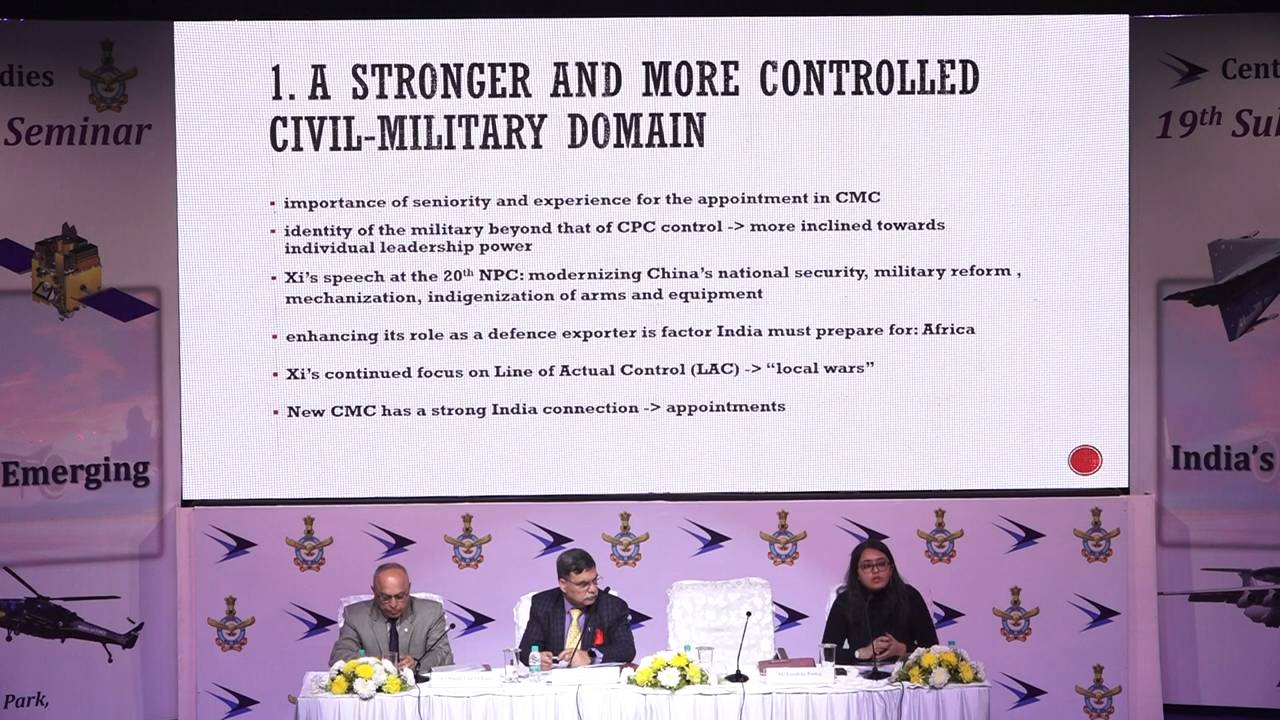 1. A STRONGER AND MORE CONTROLLED
CIVIL-MILITARY DOMAIN
▪ importance of seniority and experience for the appointment in CMC
▪ identity of the military beyond that of CPC control -> more inclined towards
individual leadership power
▪ Xi's speech at the 20th NPC: modernizing China's national security, military reform ,
mechanization, indigenization of arms and equipment
▪ enhancing its role as a defence exporter is factor India must prepare for: Africa
▪ Xi's continued focus on Line of Actual Control (LAC) -> “local wars”
▪ New CMC has a strong India connection -> appointments
dies
Seminar
Emerging
Park,
Cent
19th Su
India's